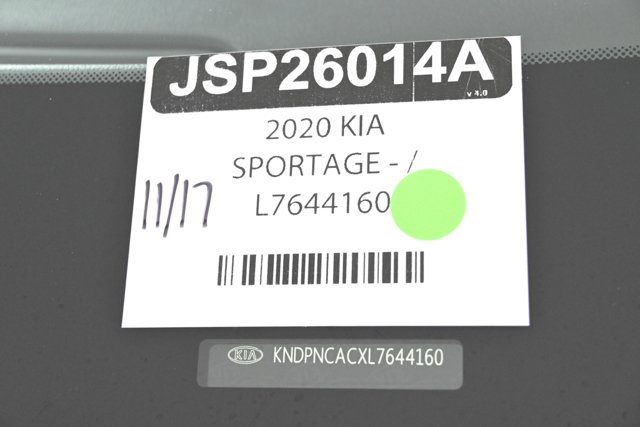 JSP26014A
v 4.0
2020 KIA
SPORTAGE - /
L7644160
11/17
KIA KNDPNCACXL7644160